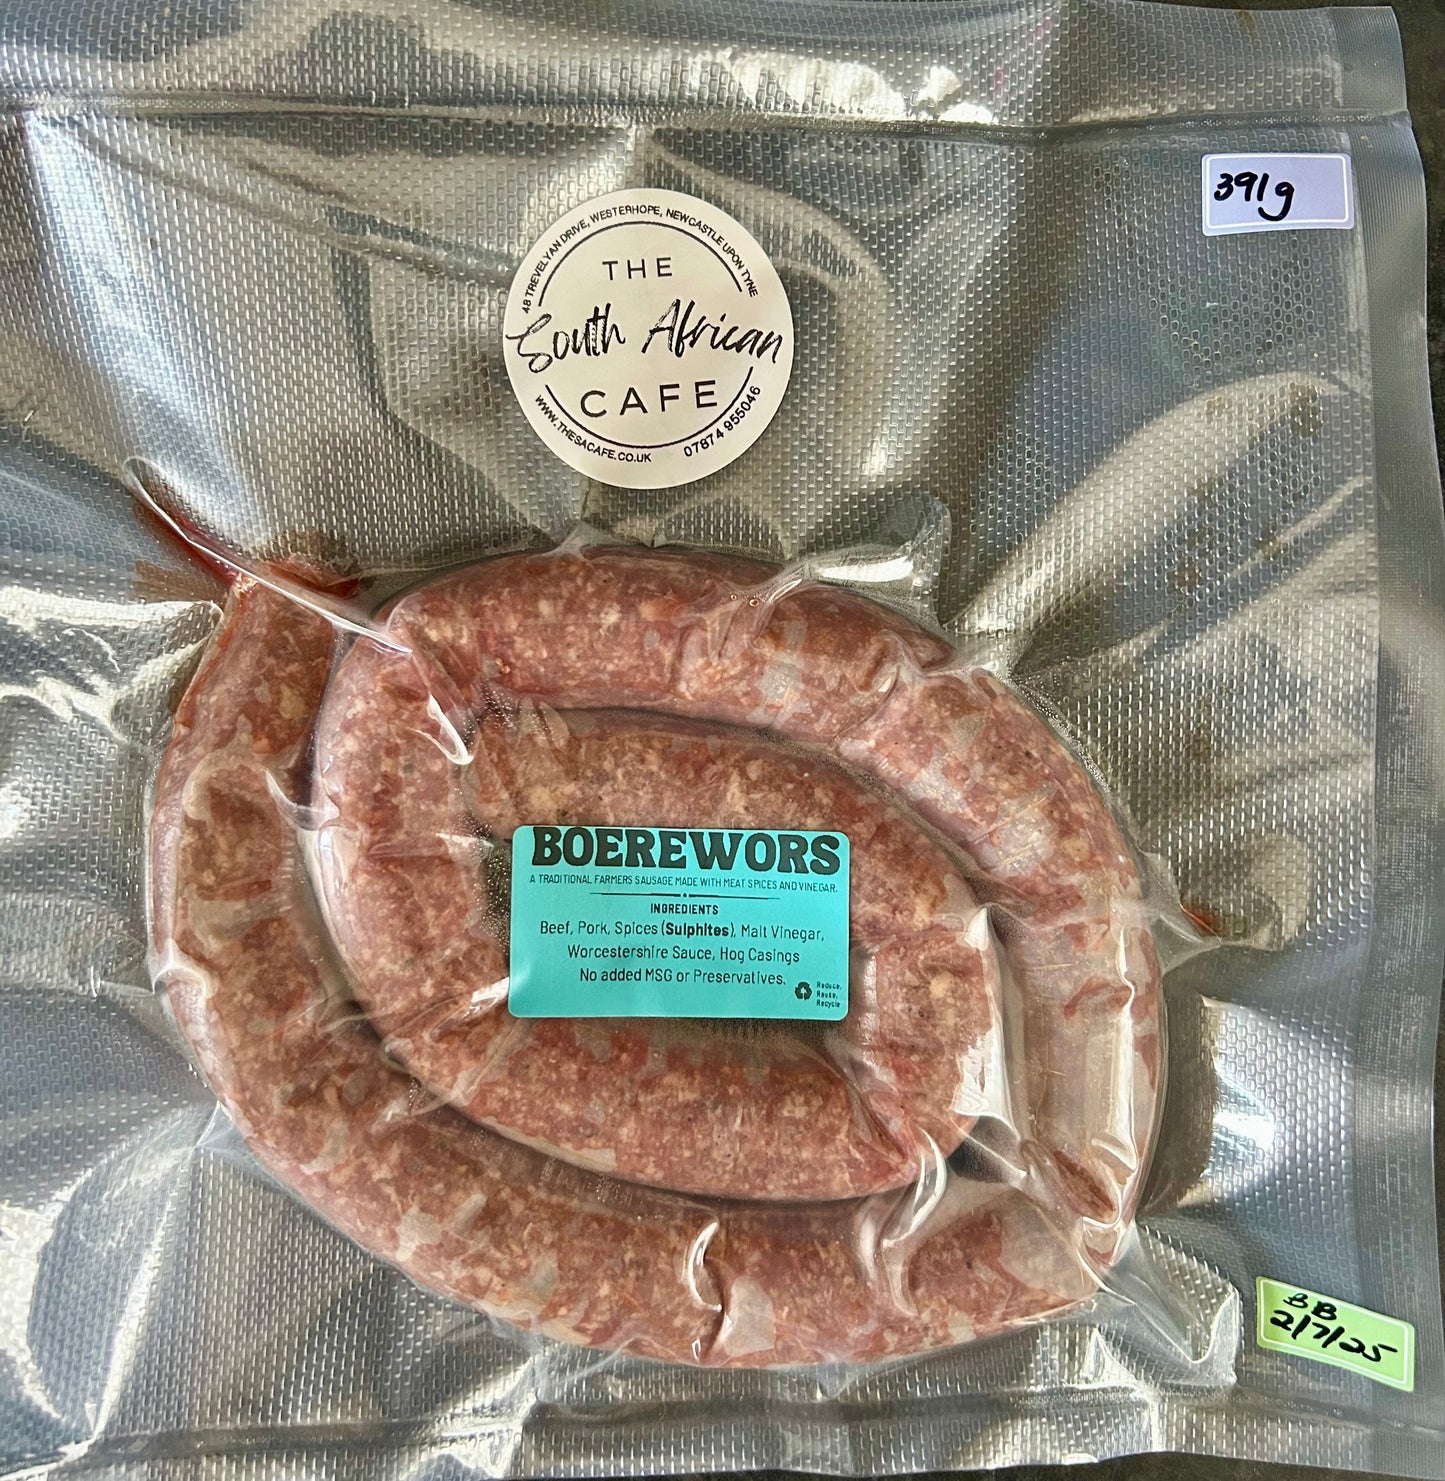 391g
48 TREVELYAN DRIVE, WESTERHOPE, NEWCASTLE UPON TYNE
THE
South African
CAFE
WWW.THESACAFE.CO.UK
07874 955046
BOEREWORS
A TRADITIONAL FARMERS SAUSAGE MADE WITH MEAT SPICES AND VINEGAR.
INGREDIENTS
Beef, Pork, Spices (Sulphites), Malt Vinegar,
Worcestershire Sauce, Hog Casings
No added MSG or Preservatives.
Reduce,
Reuse,
Recycle
BB
2/7/25